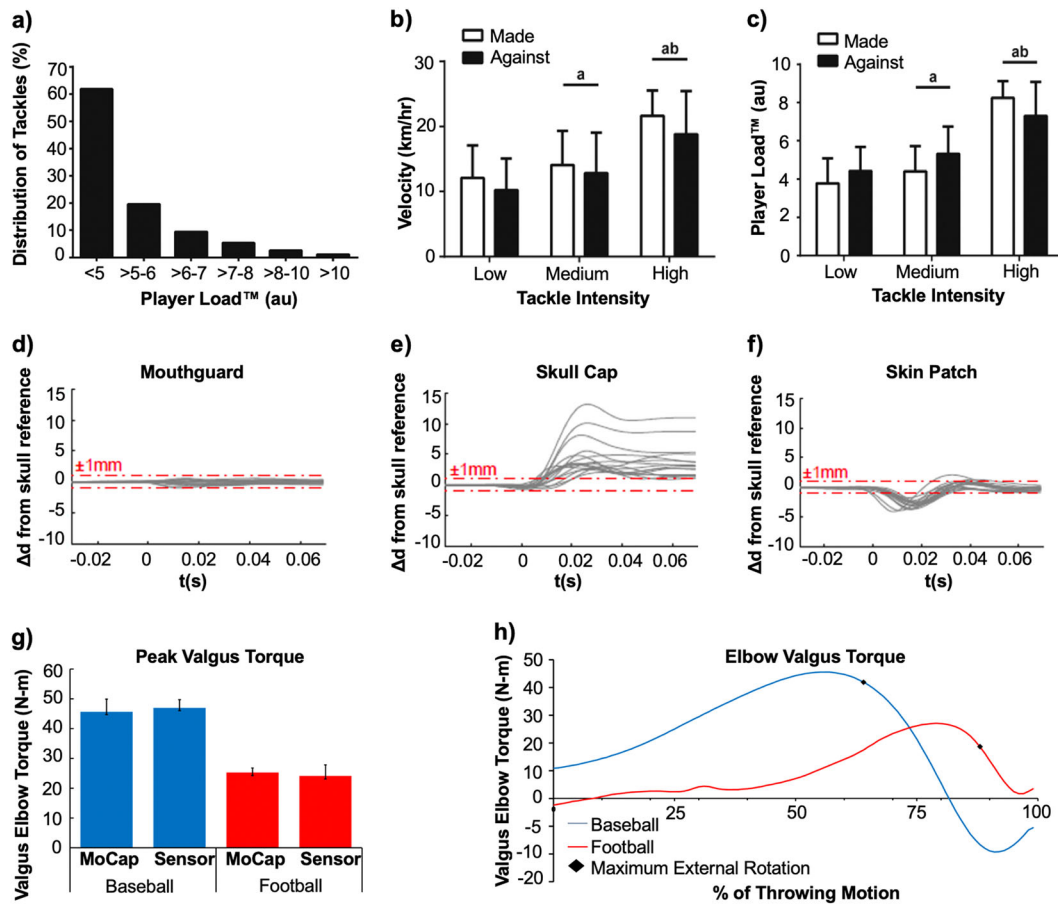 a)
Distribution of Tackles (%)
70
60
50
40
30
20
10
0
<5 >5-6 >6-7 >7-8 >8-10 >10
Player Load™ (au)
b)
Made
Against
Velocity (km/hr)
30
20
10
0
a
ab
Low Medium High
Tackle Intensity
c)
Made
Against
Player Load™ (au)
10
8
6
4
2
0
a
ab
Low Medium High
Tackle Intensity
d)
Mouthguard
Δd from skull reference
15
10
5
0
-5
-10
±1mm
-0.02 0 0.02 0.04 0.06
t(s)
e)
Skull Cap
Δd from skull reference
15
10
5
0
-5
-10
±1mm
-0.02 0 0.02 0.04 0.06
t(s)
f)
Skin Patch
Δd from skull reference
15
10
5
0
-5
-10
±1mm
-0.02 0 0.02 0.04 0.06
t(s)
g)
Peak Valgus Torque
Valgus Elbow Torque (N-m)
60
50
40
30
20
10
0
MoCap Sensor MoCap Sensor
Baseball Football
h)
Elbow Valgus Torque
Valgus Elbow Torque (N-m)
50
40
30
20
10
0
-5
-10
-20
25 50 75 100
Baseball
Football
Maximum External Rotation
% of Throwing Motion